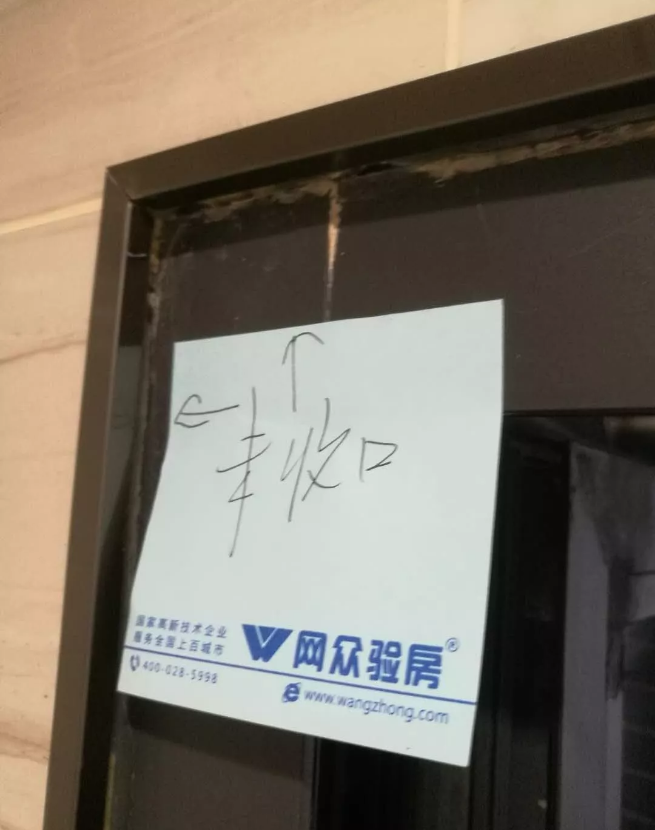 未收口
国家高新技术企业
服务全国上百城市
网众验房®
400-028-5998
www.wangzhong.com